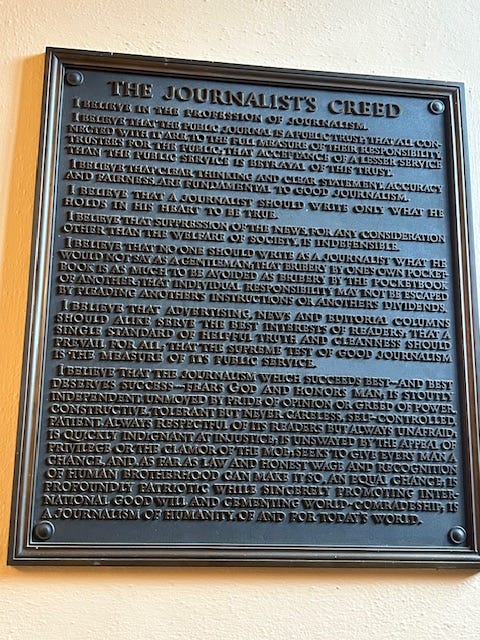 THE JOURNALIST'S CREED
I BELIEVE IN THE PROFESSION OF JOURNALISM.
I BELIEVE THAT THE PUBLIC JOURNAL IS A PUBLIC TRUST; THAT ALL CON-
NECTED WITH IT ARE, TO THE FULL MEASURE OF THEIR RESPONSIBILITY,
TRUSTEES FOR THE PUBLIC; THAT ACCEPTANCE OF A LESSER SERVICE
THAN THE PUBLIC SERVICE IS BETRAYAL OF THIS TRUST.
I BELIEVE THAT CLEAR THINKING AND CLEAR STATEMENT, ACCURACY
AND FAIRNESS, ARE FUNDAMENTAL TO GOOD JOURNALISM.
I BELIEVE THAT A JOURNALIST SHOULD WRITE ONLY WHAT HE
HOLDS IN HIS HEART TO BE TRUE.
I BELIEVE THAT SUPPRESSION OF THE NEWS, FOR ANY CONSIDERATION
OTHER THAN THE WELFARE OF SOCIETY, IS INDEFENSIBLE.
I BELIEVE THAT NO ONE SHOULD WRITE AS A JOURNALIST WHAT HE
WOULD NOT SAY AS A GENTLEMAN; THAT BRIBERY BY ONE'S OWN POCKET-
BOOK IS AS MUCH TO BE AVOIDED AS BRIBERY BY THE POCKETBOOK
OF ANOTHER; THAT INDIVIDUAL RESPONSIBILITY MAY NOT BE ESCAPED
BY PLEADING ANOTHER'S INSTRUCTIONS OR ANOTHER'S DIVIDENDS.
I BELIEVE THAT ADVERTISING, NEWS AND EDITORIAL COLUMNS
SHOULD ALIKE SERVE THE BEST INTERESTS OF READERS; THAT A
SINGLE STANDARD OF HELPFUL TRUTH AND CLEANNESS SHOULD
PREVAIL FOR ALL; THAT THE SUPREME TEST OF GOOD JOURNALISM
IS THE MEASURE OF ITS PUBLIC SERVICE.
I BELIEVE THAT THE JOURNALISM WHICH SUCCEEDS BEST—AND BEST
DESERVES SUCCESS—FEARS GOD AND HONORS MAN; IS STOUTLY
INDEPENDENT, UNMOVED BY PRIDE OF OPINION OR GREED OF POWER,
CONSTRUCTIVE, TOLERANT BUT NEVER CARELESS, SELF-CONTROLLED,
PATIENT, ALWAYS RESPECTFUL OF ITS READERS BUT ALWAYS UNAFRAID;
IS QUICKLY INDIGNANT AT INJUSTICE; IS UNSWAYED BY THE APPEAL OF
PRIVILEGE OR THE CLAMOR OF THE MOB; SEEKS TO GIVE EVERY MAN A
CHANCE, AND, AS FAR AS LAW AND HONEST WAGE AND RECOGNITION
OF HUMAN BROTHERHOOD CAN MAKE IT SO, AN EQUAL CHANCE; IS
PROFOUNDLY PATRIOTIC WHILE SINCERELY PROMOTING INTER-
NATIONAL GOOD WILL AND CEMENTING WORLD-COMRADESHIP; IS
A JOURNALISM OF HUMANITY, OF AND FOR TODAY'S WORLD.